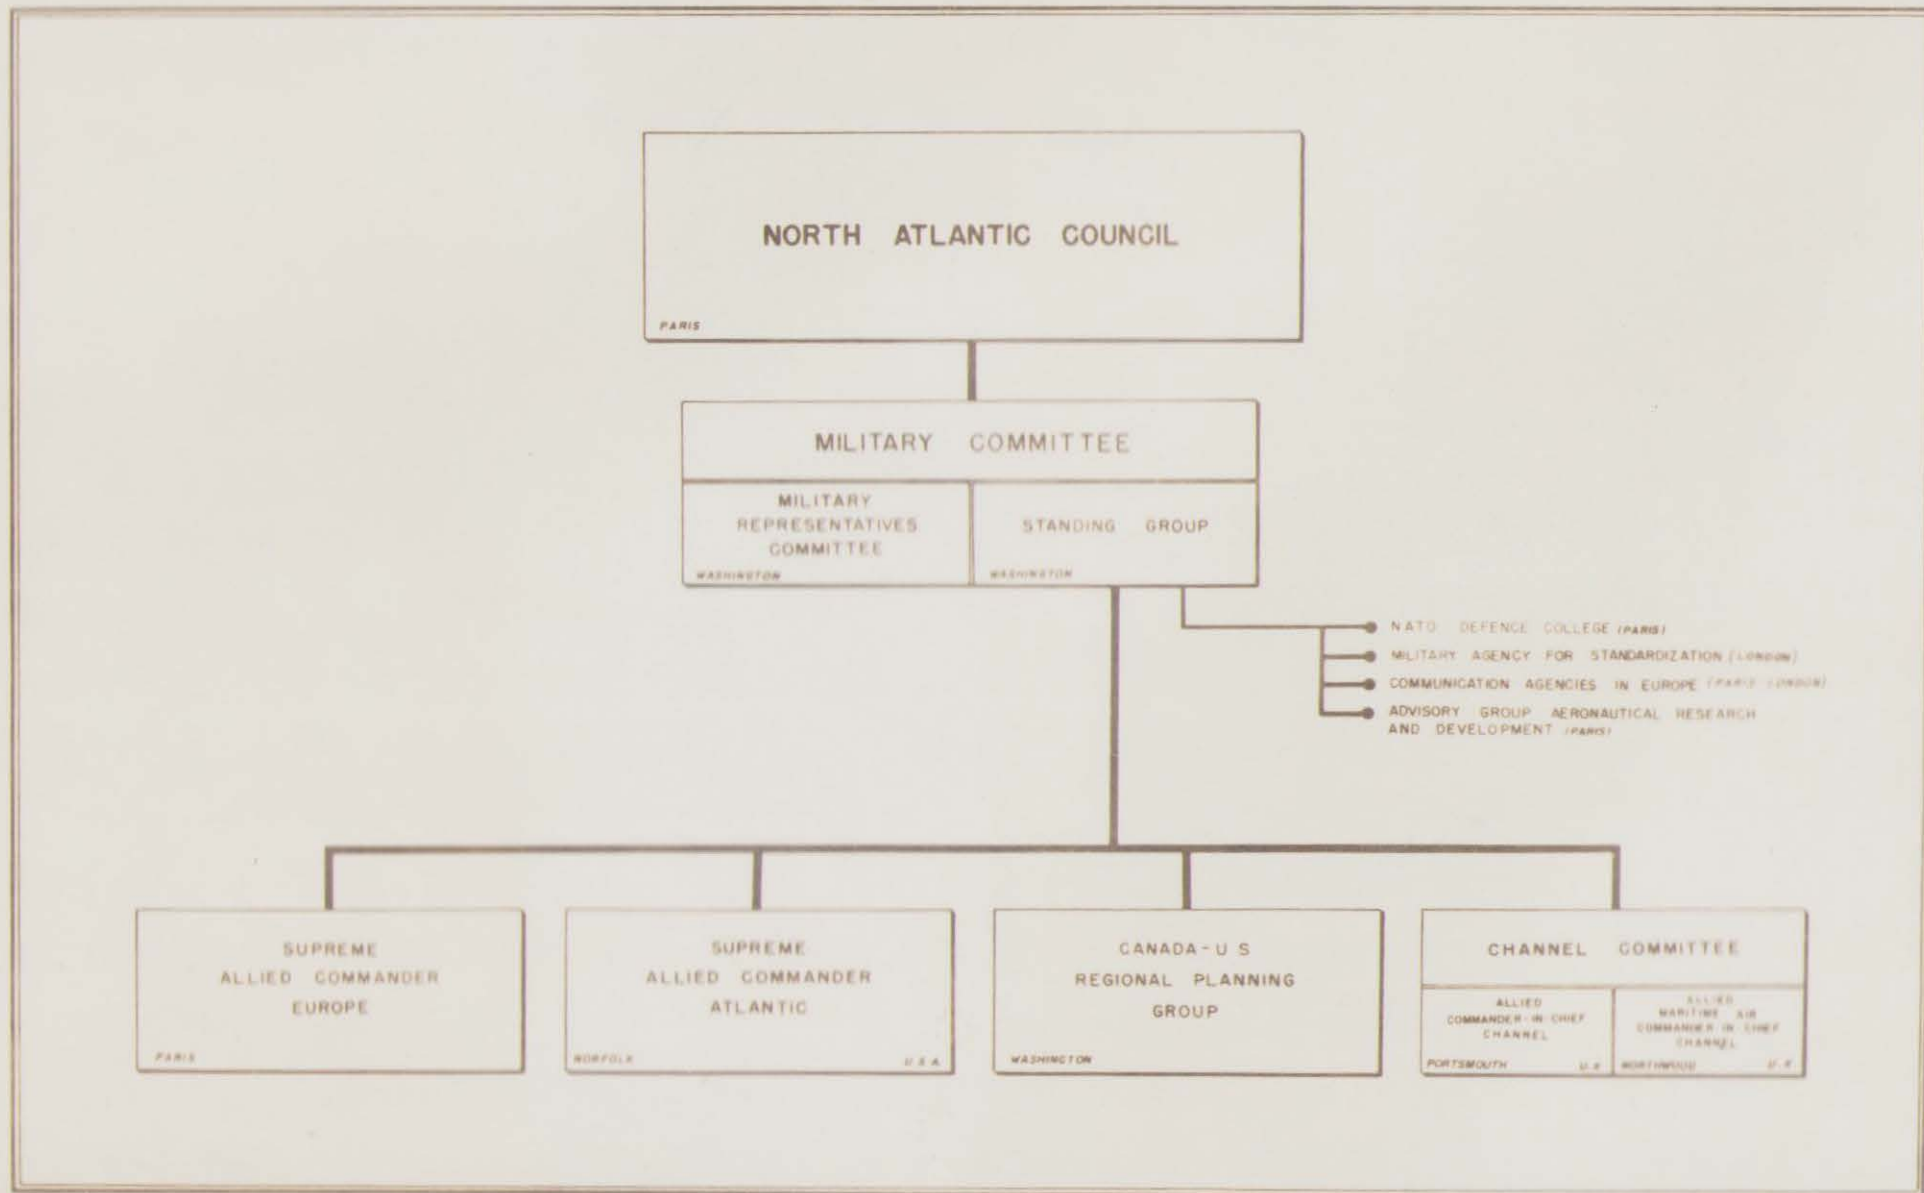 NORTH ATLANTIC COUNCIL
PARIS
MILITARY COMMITTEE
MILITARY
REPRESENTATIVES
COMMITTEE
WASHINGTON
STANDING GROUP
WASHINGTON
NATO DEFENCE COLLEGE (PARIS)
MILITARY AGENCY FOR STANDARDIZATION (LONDON)
COMMUNICATION AGENCIES IN EUROPE (PARIS LONDON)
ADVISORY GROUP AERONAUTICAL RESEARCH
AND DEVELOPMENT (PARIS)
SUPREME
ALLIED COMMANDER
EUROPE
PARIS
SUPREME
ALLIED COMMANDER
ATLANTIC
NORFOLK U.S.A.
CANADA-U S
REGIONAL PLANNING
GROUP
WASHINGTON
CHANNEL COMMITTEE
ALLIED
COMMANDER-IN-CHIEF
CHANNEL
PORTSMOUTH U.K
ALLIED
MARITIME AIR
COMMANDER-IN-CHIEF
CHANNEL
NORTHWOOD U.K